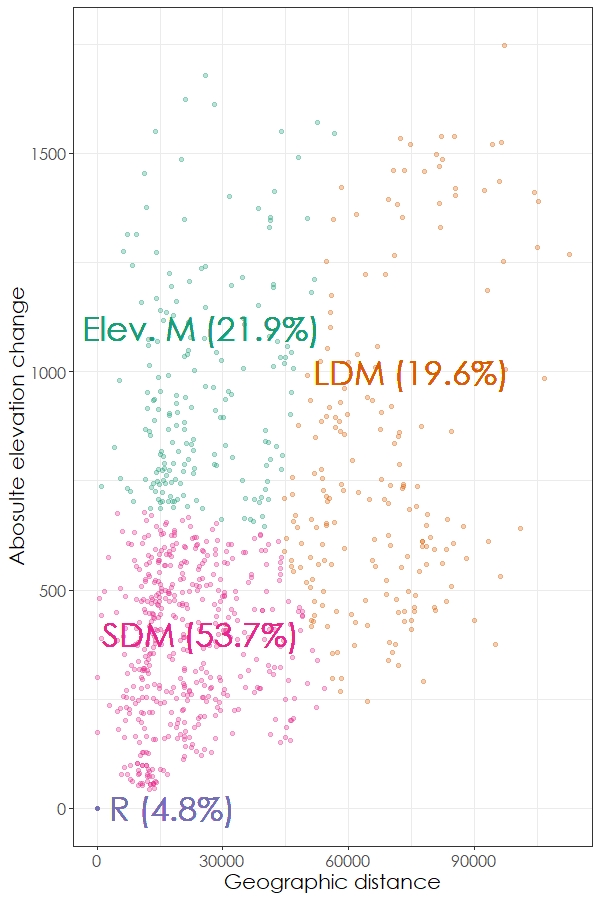 1500
Elev. M (21.9%)
1000
LDM (19.6%)
500
SDM (53.7%)
0
R (4.8%)
Abosulte elevation change
0 30000 60000 90000
Geographic distance